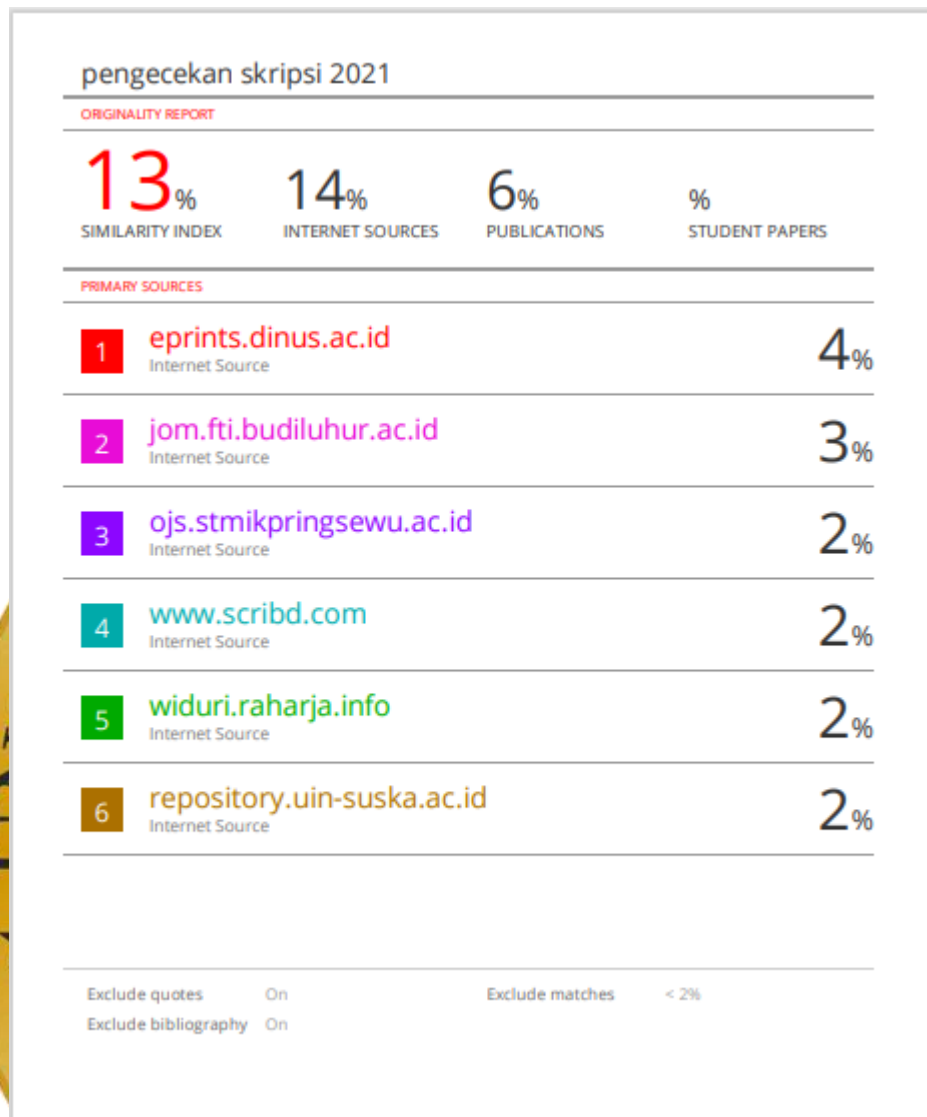 pengecekan skripsi 2021
ORIGINALITY REPORT
13% 14% 6% %
SIMILARITY INDEX INTERNET SOURCES PUBLICATIONS STUDENT PAPERS
PRIMARY SOURCES
1 eprints.dinus.ac.id 4%
Internet Source
2 jom.fti.budiluhur.ac.id 3%
Internet Source
3 ojs.stmikpringsewu.ac.id 2%
Internet Source
4 www.scribd.com 2%
Internet Source
5 widuri.raharja.info 2%
Internet Source
6 repository.uin-suska.ac.id 2%
Internet Source
Exclude quotes On Exclude matches < 2%
Exclude bibliography On